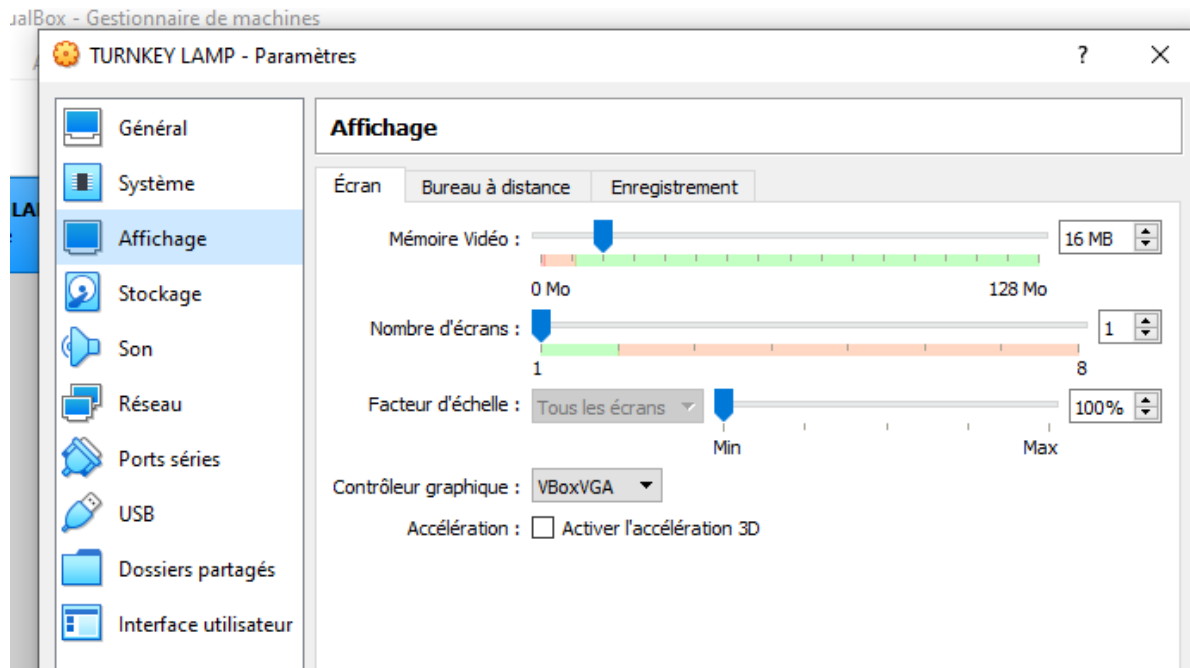 ualBox - Gestionnaire de machines
TURNKEY LAMP - Paramètres ? ×
Général
Système
Affichage
Stockage
Son
Réseau
Ports séries
USB
Dossiers partagés
Interface utilisateur
Affichage
Écran Bureau à distance Enregistrement
Mémoire Vidéo : 16 MB
0 Mo 128 Mo
Nombre d'écrans : 1
1 8
Facteur d'échelle : Tous les écrans 100%
Min Max
Contrôleur graphique : VBoxVGA
Accélération : Activer l'accélération 3D